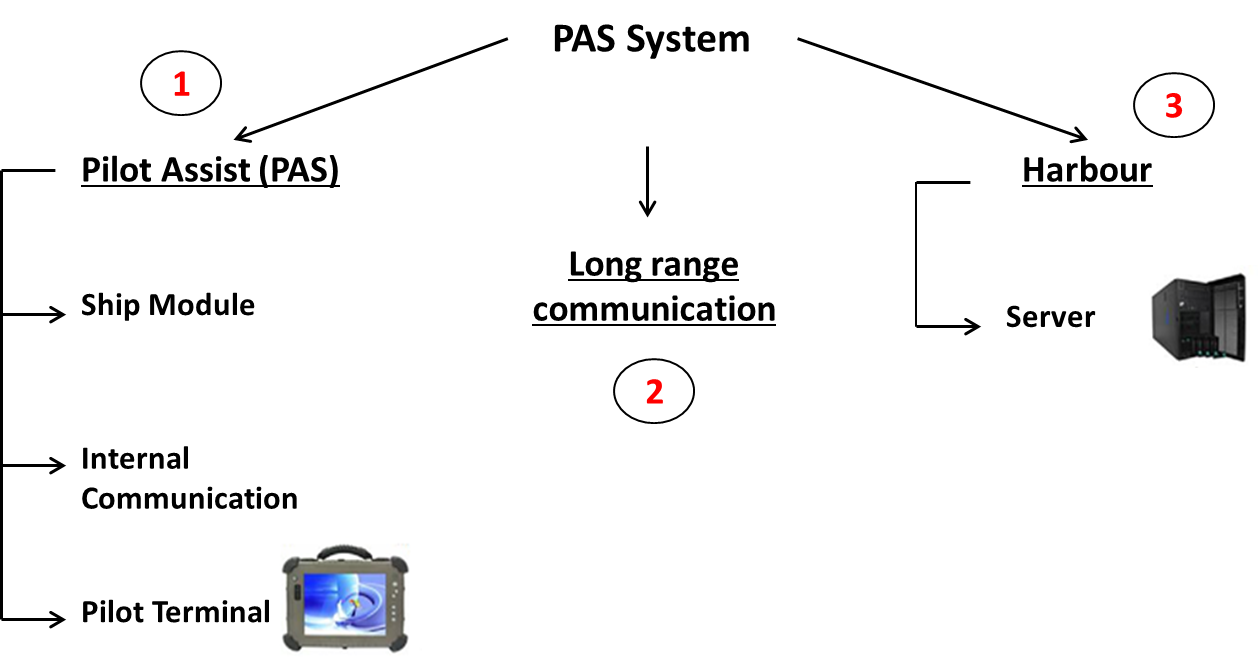 PAS System
1
Pilot Assist (PAS)
Ship Module
Internal
Communication
Pilot Terminal
Long range
communication
2
3
Harbour
Server